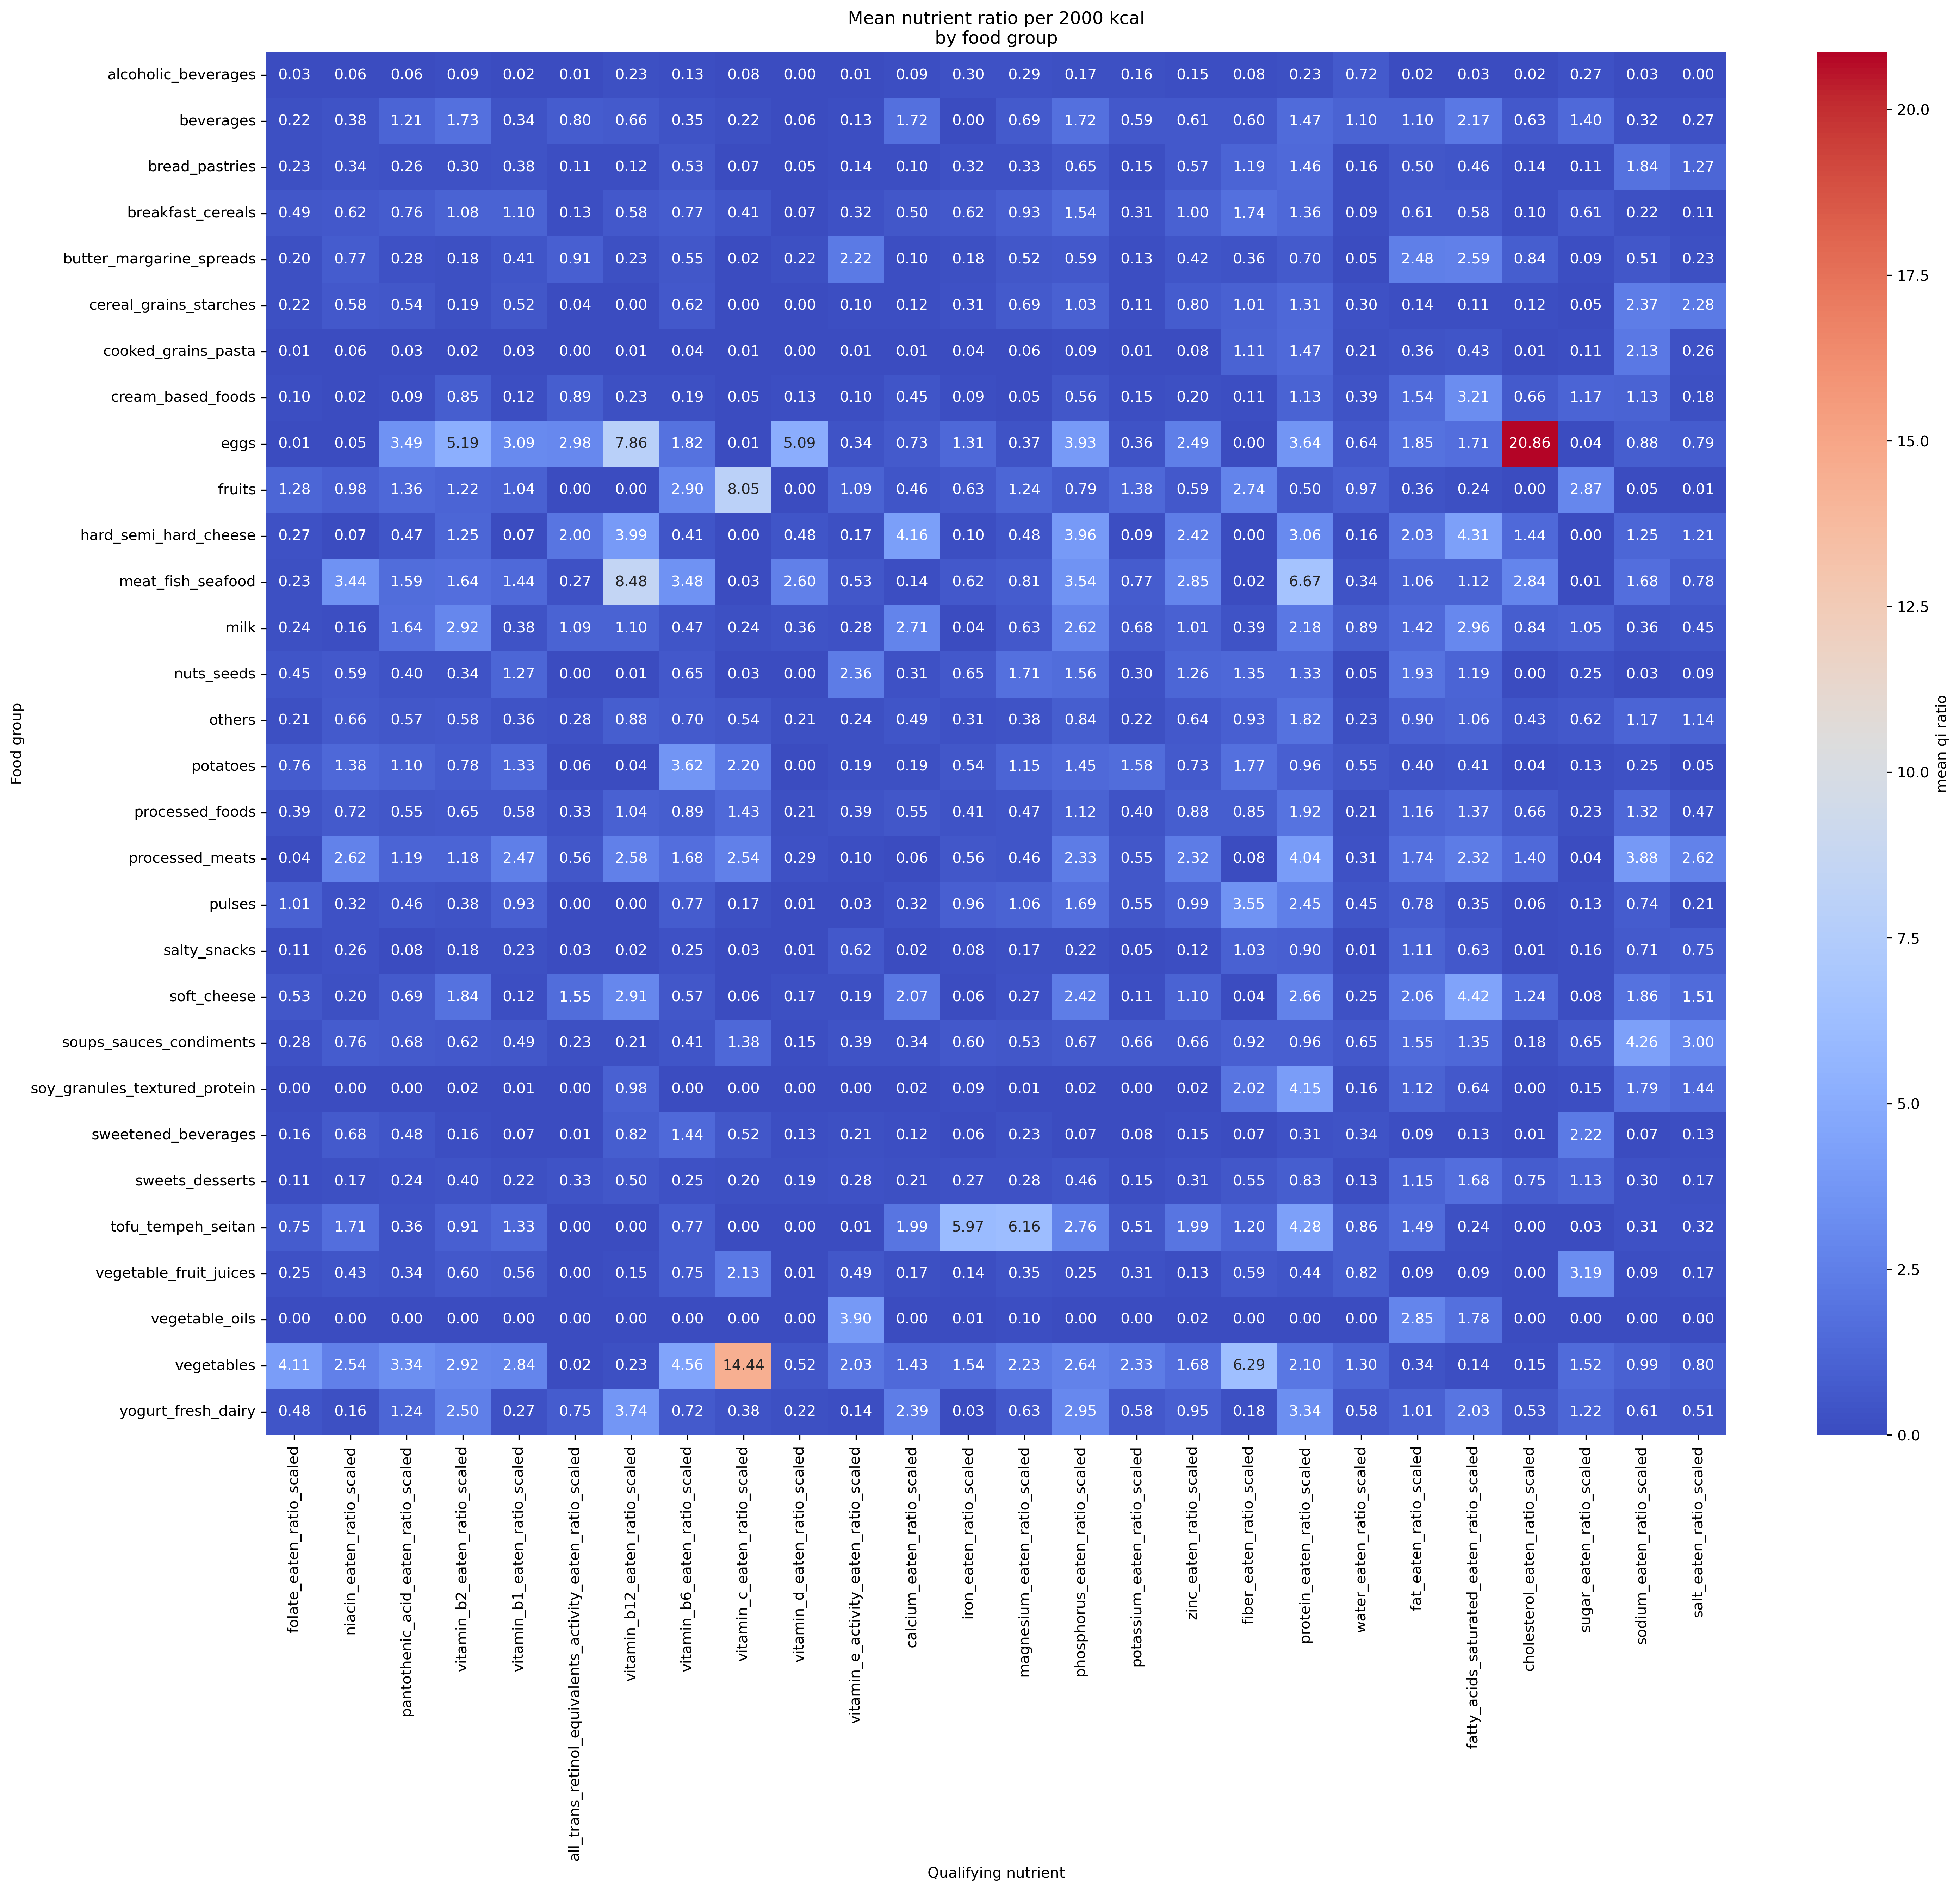 Mean nutrient ratio per 2000 kcal
by food group
alcoholic_beverages 0.03 0.06 0.06 0.09 0.02 0.01 0.23 0.13 0.08 0.00 0.01 0.09 0.30 0.29 0.17 0.16 0.15 0.08 0.23 0.72 0.02 0.03 0.02 0.27 0.03 0.00
beverages 0.22 0.38 1.21 1.73 0.34 0.80 0.66 0.35 0.22 0.06 0.13 1.72 0.00 0.69 1.72 0.59 0.61 0.60 1.47 1.10 1.10 2.17 0.63 1.40 0.32 0.27
bread_pastries 0.23 0.34 0.26 0.30 0.38 0.11 0.12 0.53 0.07 0.05 0.14 0.10 0.32 0.33 0.65 0.15 0.57 1.19 1.46 0.16 0.50 0.46 0.14 0.11 1.84 1.27
breakfast_cereals 0.49 0.62 0.76 1.08 1.10 0.13 0.58 0.77 0.41 0.07 0.32 0.50 0.62 0.93 1.54 0.31 1.00 1.74 1.36 0.09 0.61 0.58 0.10 0.61 0.22 0.11
butter_margarine_spreads 0.20 0.77 0.28 0.18 0.41 0.91 0.23 0.55 0.02 0.22 2.22 0.10 0.18 0.52 0.59 0.13 0.42 0.36 0.70 0.05 2.48 2.59 0.84 0.09 0.51 0.23
cereal_grains_starches 0.22 0.58 0.54 0.19 0.52 0.04 0.00 0.62 0.00 0.00 0.10 0.12 0.31 0.69 1.03 0.11 0.80 1.01 1.31 0.30 0.14 0.11 0.12 0.05 2.37 2.28
cooked_grains_pasta 0.01 0.06 0.03 0.02 0.03 0.00 0.01 0.04 0.01 0.00 0.01 0.01 0.04 0.06 0.09 0.01 0.08 1.11 1.47 0.21 0.36 0.43 0.01 0.11 2.13 0.26
cream_based_foods 0.10 0.02 0.09 0.85 0.12 0.89 0.23 0.19 0.05 0.13 0.10 0.45 0.09 0.05 0.56 0.15 0.20 0.11 1.13 0.39 1.54 3.21 0.66 1.17 1.13 0.18
eggs 0.01 0.05 3.49 5.19 3.09 2.98 7.86 1.82 0.01 5.09 0.34 0.73 1.31 0.37 3.93 0.36 2.49 0.00 3.64 0.64 1.85 1.71 20.86 0.04 0.88 0.79
fruits 1.28 0.98 1.36 1.22 1.04 0.00 0.00 2.90 8.05 0.00 1.09 0.46 0.63 1.24 0.79 1.38 0.59 2.74 0.50 0.97 0.36 0.24 0.00 2.87 0.05 0.01
hard_semi_hard_cheese 0.27 0.07 0.47 1.25 0.07 2.00 3.99 0.41 0.00 0.48 0.17 4.16 0.10 0.48 3.96 0.09 2.42 0.00 3.06 0.16 2.03 4.31 1.44 0.00 1.25 1.21
meat_fish_seafood 0.23 3.44 1.59 1.64 1.44 0.27 8.48 3.48 0.03 2.60 0.53 0.14 0.62 0.81 3.54 0.77 2.85 0.02 6.67 0.34 1.06 1.12 2.84 0.01 1.68 0.78
milk 0.24 0.16 1.64 2.92 0.38 1.09 1.10 0.47 0.24 0.36 0.28 2.71 0.04 0.63 2.62 0.68 1.01 0.39 2.18 0.89 1.42 2.96 0.84 1.05 0.36 0.45
nuts_seeds 0.45 0.59 0.40 0.34 1.27 0.00 0.01 0.65 0.03 0.00 2.36 0.31 0.65 1.71 1.56 0.30 1.26 1.35 1.33 0.05 1.93 1.19 0.00 0.25 0.03 0.09
others 0.21 0.66 0.57 0.58 0.36 0.28 0.88 0.70 0.54 0.21 0.24 0.49 0.31 0.38 0.84 0.22 0.64 0.93 1.82 0.23 0.90 1.06 0.43 0.62 1.17 1.14
potatoes 0.76 1.38 1.10 0.78 1.33 0.06 0.04 3.62 2.20 0.00 0.19 0.19 0.54 1.15 1.45 1.58 0.73 1.77 0.96 0.55 0.40 0.41 0.04 0.13 0.25 0.05
processed_foods 0.39 0.72 0.55 0.65 0.58 0.33 1.04 0.89 1.43 0.21 0.39 0.55 0.41 0.47 1.12 0.40 0.88 0.85 1.92 0.21 1.16 1.37 0.66 0.23 1.32 0.47
processed_meats 0.04 2.62 1.19 1.18 2.47 0.56 2.58 1.68 2.54 0.29 0.10 0.06 0.56 0.46 2.33 0.55 2.32 0.08 4.04 0.31 1.74 2.32 1.40 0.04 3.88 2.62
pulses 1.01 0.32 0.46 0.38 0.93 0.00 0.00 0.77 0.17 0.01 0.03 0.32 0.96 1.06 1.69 0.55 0.99 3.55 2.45 0.45 0.78 0.35 0.06 0.13 0.74 0.21
salty_snacks 0.11 0.26 0.08 0.18 0.23 0.03 0.02 0.25 0.03 0.01 0.62 0.02 0.08 0.17 0.22 0.05 0.12 1.03 0.90 0.01 1.11 0.63 0.01 0.16 0.71 0.75
soft_cheese 0.53 0.20 0.69 1.84 0.12 1.55 2.91 0.57 0.06 0.17 0.19 2.07 0.06 0.27 2.42 0.11 1.10 0.04 2.66 0.25 2.06 4.42 1.24 0.08 1.86 1.51
soups_sauces_condiments 0.28 0.76 0.68 0.62 0.49 0.23 0.21 0.41 1.38 0.15 0.39 0.34 0.60 0.53 0.67 0.66 0.66 0.92 0.96 0.65 1.55 1.35 0.18 0.65 4.26 3.00
soy_granules_textured_protein 0.00 0.00 0.00 0.02 0.01 0.00 0.98 0.00 0.00 0.00 0.00 0.02 0.09 0.01 0.02 0.00 0.02 2.02 4.15 0.16 1.12 0.64 0.00 0.15 1.79 1.44
sweetened_beverages 0.16 0.68 0.48 0.16 0.07 0.01 0.82 1.44 0.52 0.13 0.21 0.12 0.06 0.23 0.07 0.08 0.15 0.07 0.31 0.34 0.09 0.13 0.01 2.22 0.07 0.13
sweets_desserts 0.11 0.17 0.24 0.40 0.22 0.33 0.50 0.25 0.20 0.19 0.28 0.21 0.27 0.28 0.46 0.15 0.31 0.55 0.83 0.13 1.15 1.68 0.75 1.13 0.30 0.17
tofu_tempeh_seitan 0.75 1.71 0.36 0.91 1.33 0.00 0.00 0.77 0.00 0.00 0.01 1.99 5.97 6.16 2.76 0.51 1.99 1.20 4.28 0.86 1.49 0.24 0.00 0.03 0.31 0.32
vegetable_fruit_juices 0.25 0.43 0.34 0.60 0.56 0.00 0.15 0.75 2.13 0.01 0.49 0.17 0.14 0.35 0.25 0.31 0.13 0.59 0.44 0.82 0.09 0.09 0.00 3.19 0.09 0.17
vegetable_oils 0.00 0.00 0.00 0.00 0.00 0.00 0.00 0.00 0.00 0.00 3.90 0.00 0.01 0.10 0.00 0.00 0.02 0.00 0.00 0.00 2.85 1.78 0.00 0.00 0.00 0.00
vegetables 4.11 2.54 3.34 2.92 2.84 0.02 0.23 4.56 14.44 0.52 2.03 1.43 1.54 2.23 2.64 2.33 1.68 6.29 2.10 1.30 0.34 0.14 0.15 1.52 0.99 0.80
yogurt_fresh_dairy 0.48 0.16 1.24 2.50 0.27 0.75 3.74 0.72 0.38 0.22 0.14 2.39 0.03 0.63 2.95 0.58 0.95 0.18 3.34 0.58 1.01 2.03 0.53 1.22 0.61 0.51
Food group
folate_eaten_ratio_scaled
niacin_eaten_ratio_scaled
pantothenic_acid_eaten_ratio_scaled
vitamin_b2_eaten_ratio_scaled
vitamin_b1_eaten_ratio_scaled
all_trans_retinol_equivalents_activity_eaten_ratio_scaled
vitamin_b12_eaten_ratio_scaled
vitamin_b6_eaten_ratio_scaled
vitamin_c_eaten_ratio_scaled
vitamin_d_eaten_ratio_scaled
vitamin_e_activity_eaten_ratio_scaled
calcium_eaten_ratio_scaled
iron_eaten_ratio_scaled
magnesium_eaten_ratio_scaled
phosphorus_eaten_ratio_scaled
potassium_eaten_ratio_scaled
zinc_eaten_ratio_scaled
fiber_eaten_ratio_scaled
protein_eaten_ratio_scaled
water_eaten_ratio_scaled
fat_eaten_ratio_scaled
fatty_acids_saturated_eaten_ratio_scaled
cholesterol_eaten_ratio_scaled
sugar_eaten_ratio_scaled
sodium_eaten_ratio_scaled
salt_eaten_ratio_scaled
Qualifying nutrient
20.0
17.5
15.0
12.5
10.0
7.5
5.0
2.5
0.0
mean qi ratio